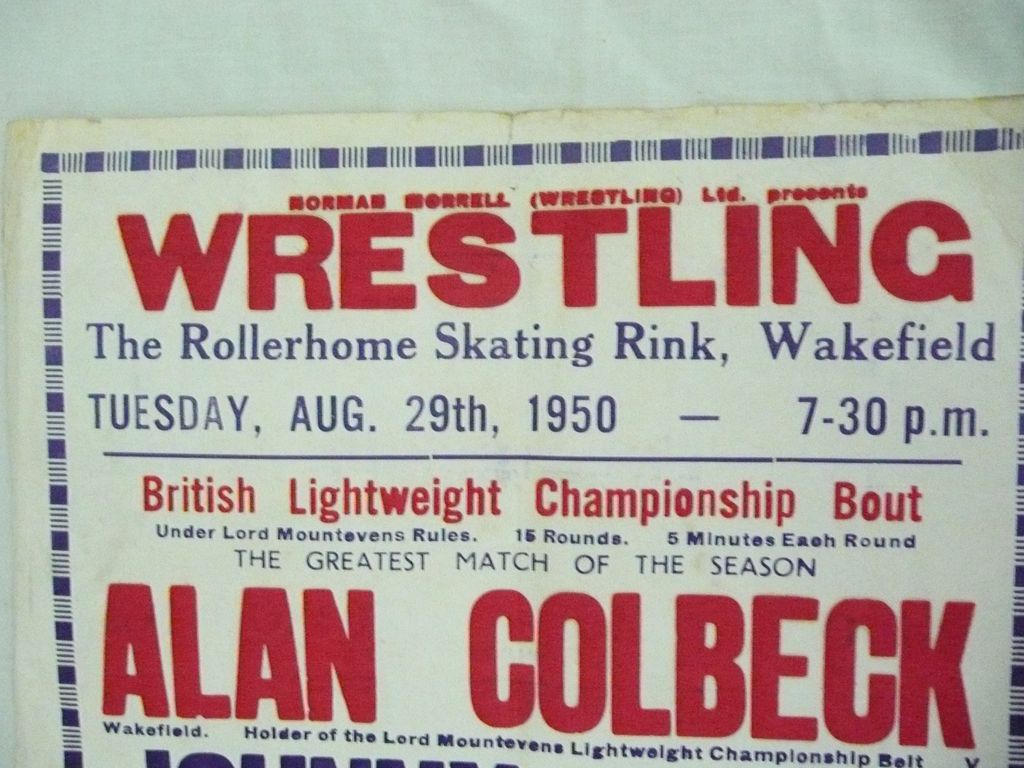 NORMAN MORRELL (WRESTLING) Ltd. presents
WRESTLING
The Rollerhome Skating Rink, Wakefield
TUESDAY, AUG. 29th, 1950 — 7-30 p.m.
British Lightweight Championship Bout
Under Lord Mountevens Rules. 15 Rounds. 5 Minutes Each Round
THE GREATEST MATCH OF THE SEASON
ALAN COLBECK
Wakefield. Holder of the Lord Mountevens Lightweight Championship Belt V